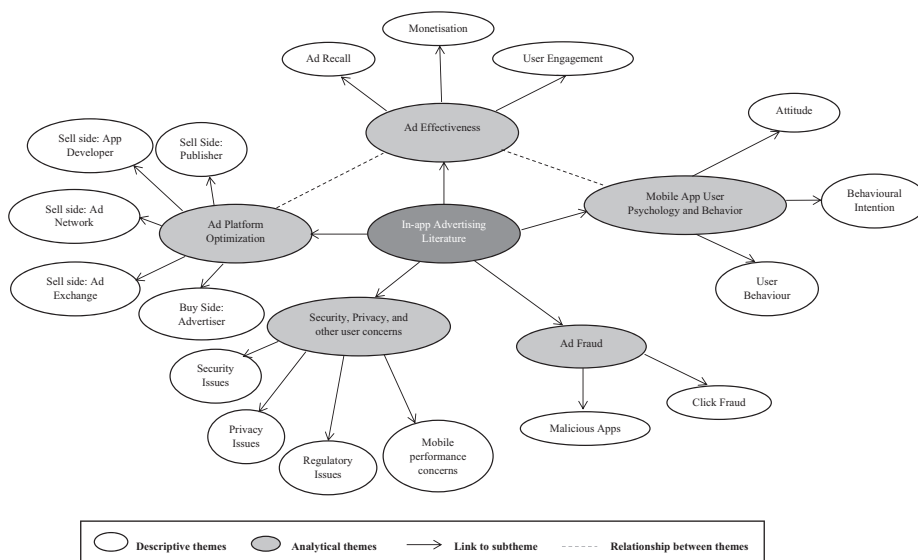 Monetisation
Ad Recall
User Engagement
Ad Effectiveness
Attitude
Sell side: App
Developer
Sell Side:
Publisher
Mobile App User
Psychology and Behavior
Behavioural
Intention
Sell side: Ad
Network
Ad Platform
Optimization
In-app Advertising
Literature
User
Behaviour
Sell side: Ad
Exchange
Buy Side:
Advertiser
Security, Privacy, and
other user concerns
Ad Fraud
Security
Issues
Click Fraud
Malicious Apps
Privacy
Issues
Mobile
performance
concerns
Regulatory
Issues
Descriptive themes
Analytical themes
Link to subtheme
Relationship between themes